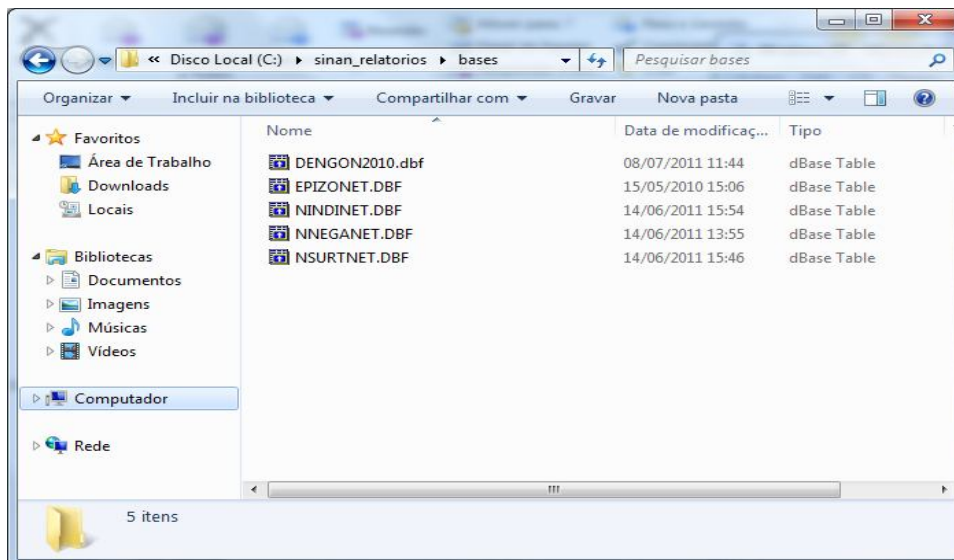 « Disco Local (C:) ▸ sinan_relatorios ▸ bases
Pesquisar bases
Organizar
Incluir na biblioteca
Compartilhar com
Gravar
Nova pasta
Favoritos
Área de Trabalho
Downloads
Locais
Bibliotecas
Documentos
Imagens
Músicas
Vídeos
Computador
Rede
Nome Data de modificaç... Tipo
DENGON2010.dbf 08/07/2011 11:44 dBase Table
EPIZONET.DBF 15/05/2010 15:06 dBase Table
NINDINET.DBF 14/06/2011 15:54 dBase Table
NNEGANET.DBF 14/06/2011 13:55 dBase Table
NSURTNET.DBF 14/06/2011 15:46 dBase Table
5 itens